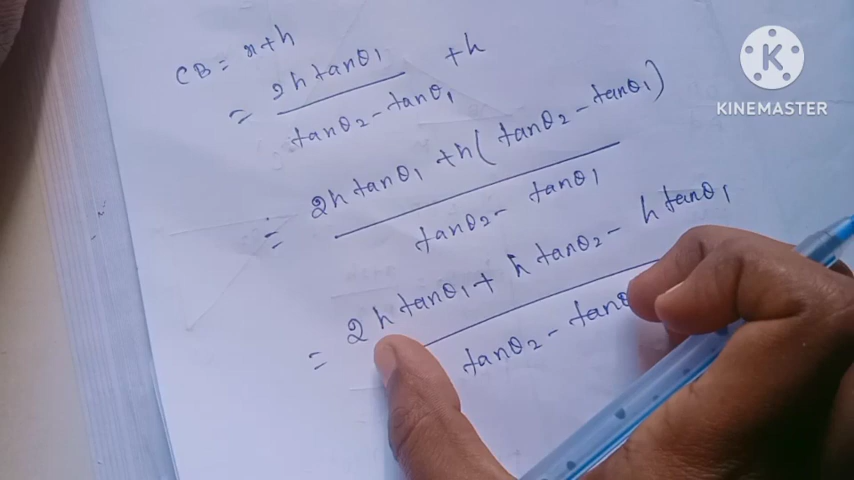 CB = x+h
= 2h tanθ1 / tanθ2 - tanθ1 + h
= 2h tanθ1 + h( tanθ2 - tanθ1) / tanθ2 - tanθ1
= 2h tanθ1 + h tanθ2 - h tanθ1 / tanθ2 - tanθ
K
KINEMASTER